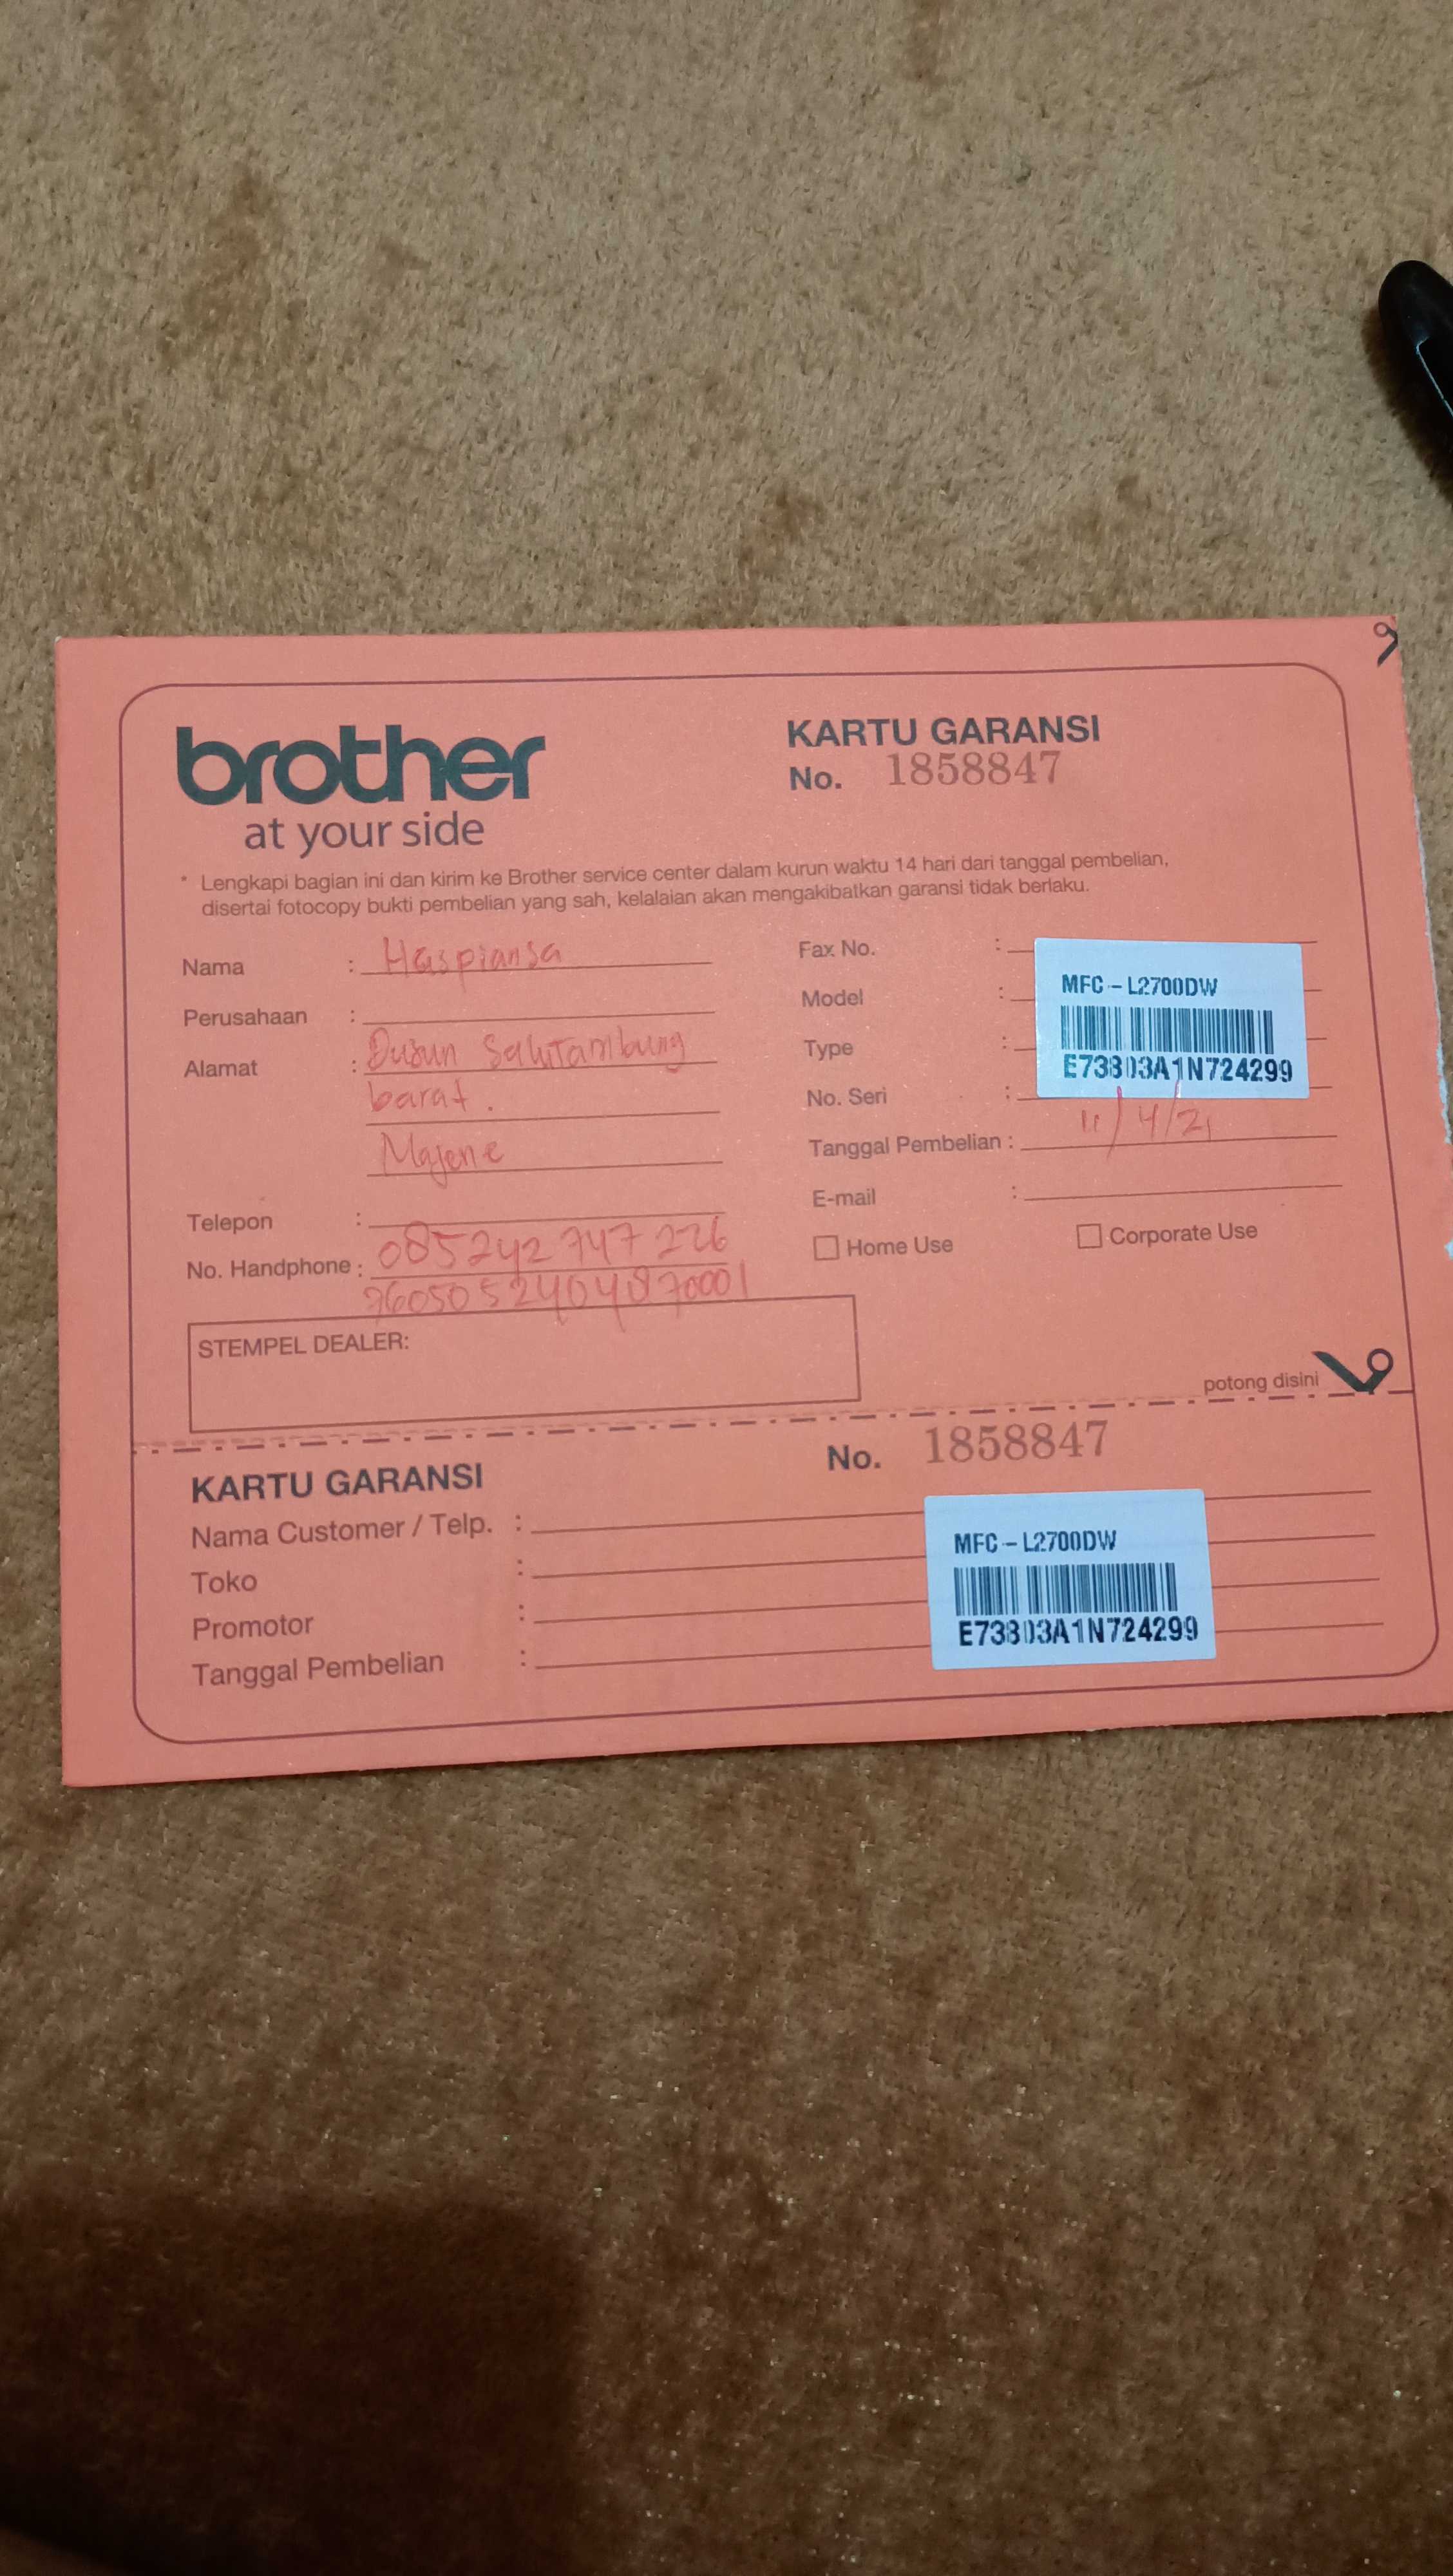 brother
at your side
KARTU GARANSI
No. 1858847
* Lengkapi bagian ini dan kirim ke Brother service center dalam kurun waktu 14 hari dari tanggal pembelian,
disertai fotocopy bukti pembelian yang sah, kelalaian akan mengakibatkan garansi tidak berlaku.
Nama : Haspiansa
Perusahaan :
Alamat : Dusun
barat.
Majene
Telepon :
No. Handphone : 085242747226
7605052404870001
Fax No. :
Model :
Type :
No. Seri :
MFC-L2700DW
E73803A1N724299
Tanggal Pembelian : 11/4/21
E-mail :
Home Use
Corporate Use
STEMPEL DEALER:
potong disini
KARTU GARANSI
No. 1858847
Nama Customer / Telp. :
Toko :
Promotor :
Tanggal Pembelian :
MFC-L2700DW
E73803A1N724299